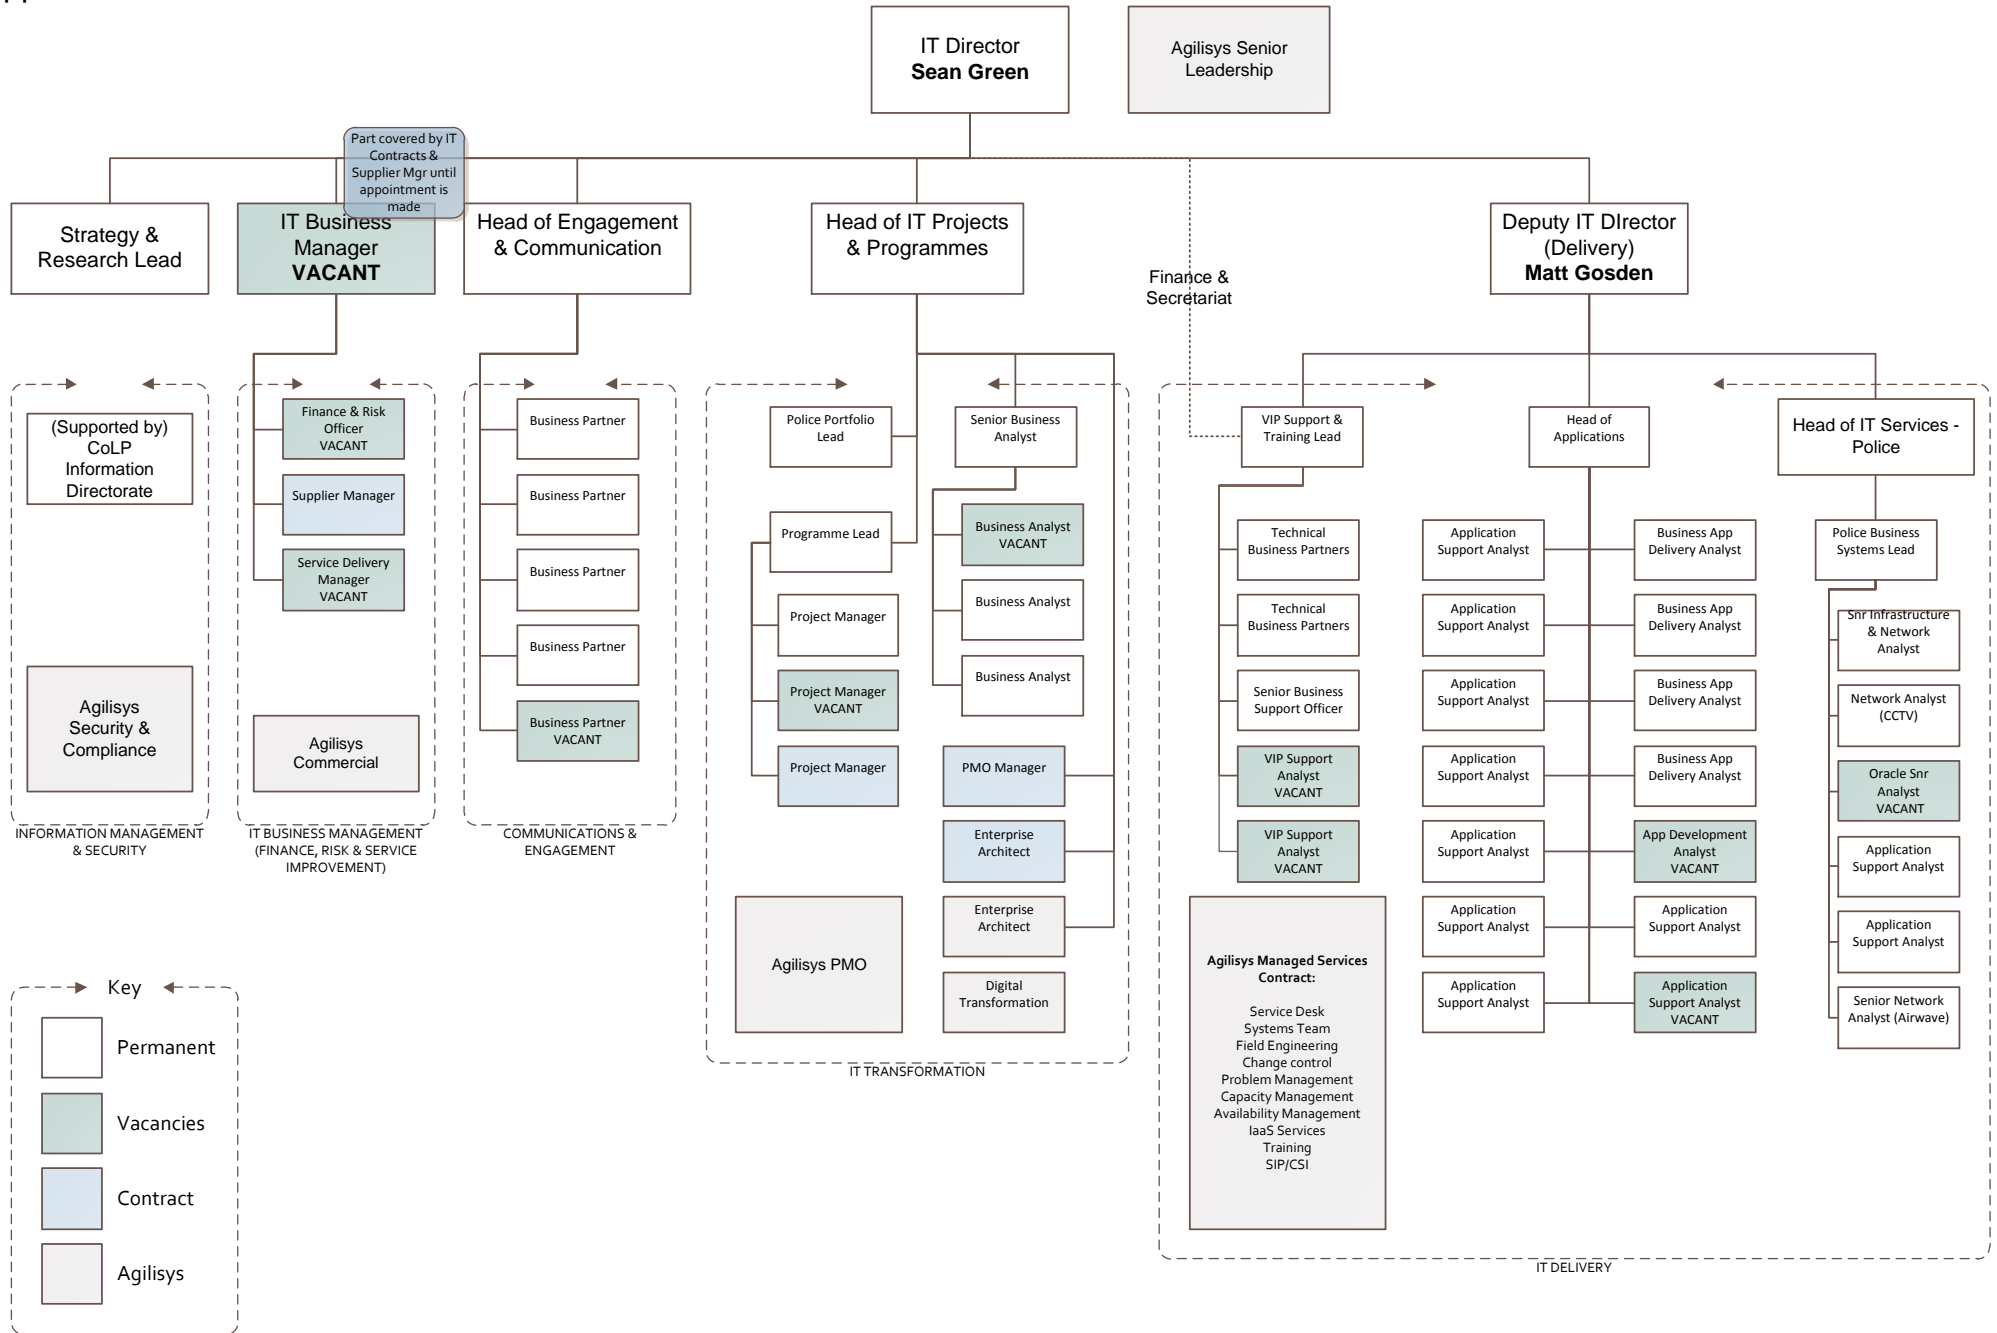 IT Director
Sean Green
Agilisys Senior
Leadership
Part covered by IT
Contracts &
Supplier Mgr until
appointment is
made
Strategy &
Research Lead
IT Business
Manager
VACANT
Head of Engagement
& Communication
Head of IT Projects
& Programmes
Finance &
Secretariat
Deputy IT DIrector
(Delivery)
Matt Gosden
(Supported by)
CoLP
Information
Directorate
Agilisys
Security &
Compliance
INFORMATION MANAGEMENT
& SECURITY
Finance & Risk
Officer
VACANT
Supplier Manager
Service Delivery
Manager
VACANT
Agilisys
Commercial
IT BUSINESS MANAGEMENT
(FINANCE, RISK & SERVICE
IMPROVEMENT)
Business Partner
Business Partner
Business Partner
Business Partner
Business Partner
VACANT
COMMUNICATIONS &
ENGAGEMENT
Police Portfolio
Lead
Programme Lead
Project Manager
Project Manager
VACANT
Project Manager
Agilisys PMO
Senior Business
Analyst
Business Analyst
VACANT
Business Analyst
Business Analyst
PMO Manager
Enterprise
Architect
Enterprise
Architect
Digital
Transformation
IT TRANSFORMATION
VIP Support &
Training Lead
Technical
Business Partners
Technical
Business Partners
Senior Business
Support Officer
VIP Support
Analyst
VACANT
VIP Support
Analyst
VACANT
Agilisys Managed Services
Contract:
Service Desk
Systems Team
Field Engineering
Change control
Problem Management
Capacity Management
Availability Management
IaaS Services
Training
SIP/CSI
Head of
Applications
Application
Support Analyst
Application
Support Analyst
Application
Support Analyst
Application
Support Analyst
Application
Support Analyst
Application
Support Analyst
Application
Support Analyst
Business App
Delivery Analyst
Business App
Delivery Analyst
Business App
Delivery Analyst
Business App
Delivery Analyst
App Development
Analyst
VACANT
Application
Support Analyst
Application
Support Analyst
VACANT
Head of IT Services -
Police
Police Business
Systems Lead
Snr Infrastructure
& Network
Analyst
Network Analyst
(CCTV)
Oracle Snr
Analyst
VACANT
Application
Support Analyst
Application
Support Analyst
Senior Network
Analyst (Airwave)
IT DELIVERY
Key
Permanent
Vacancies
Contract
Agilisys